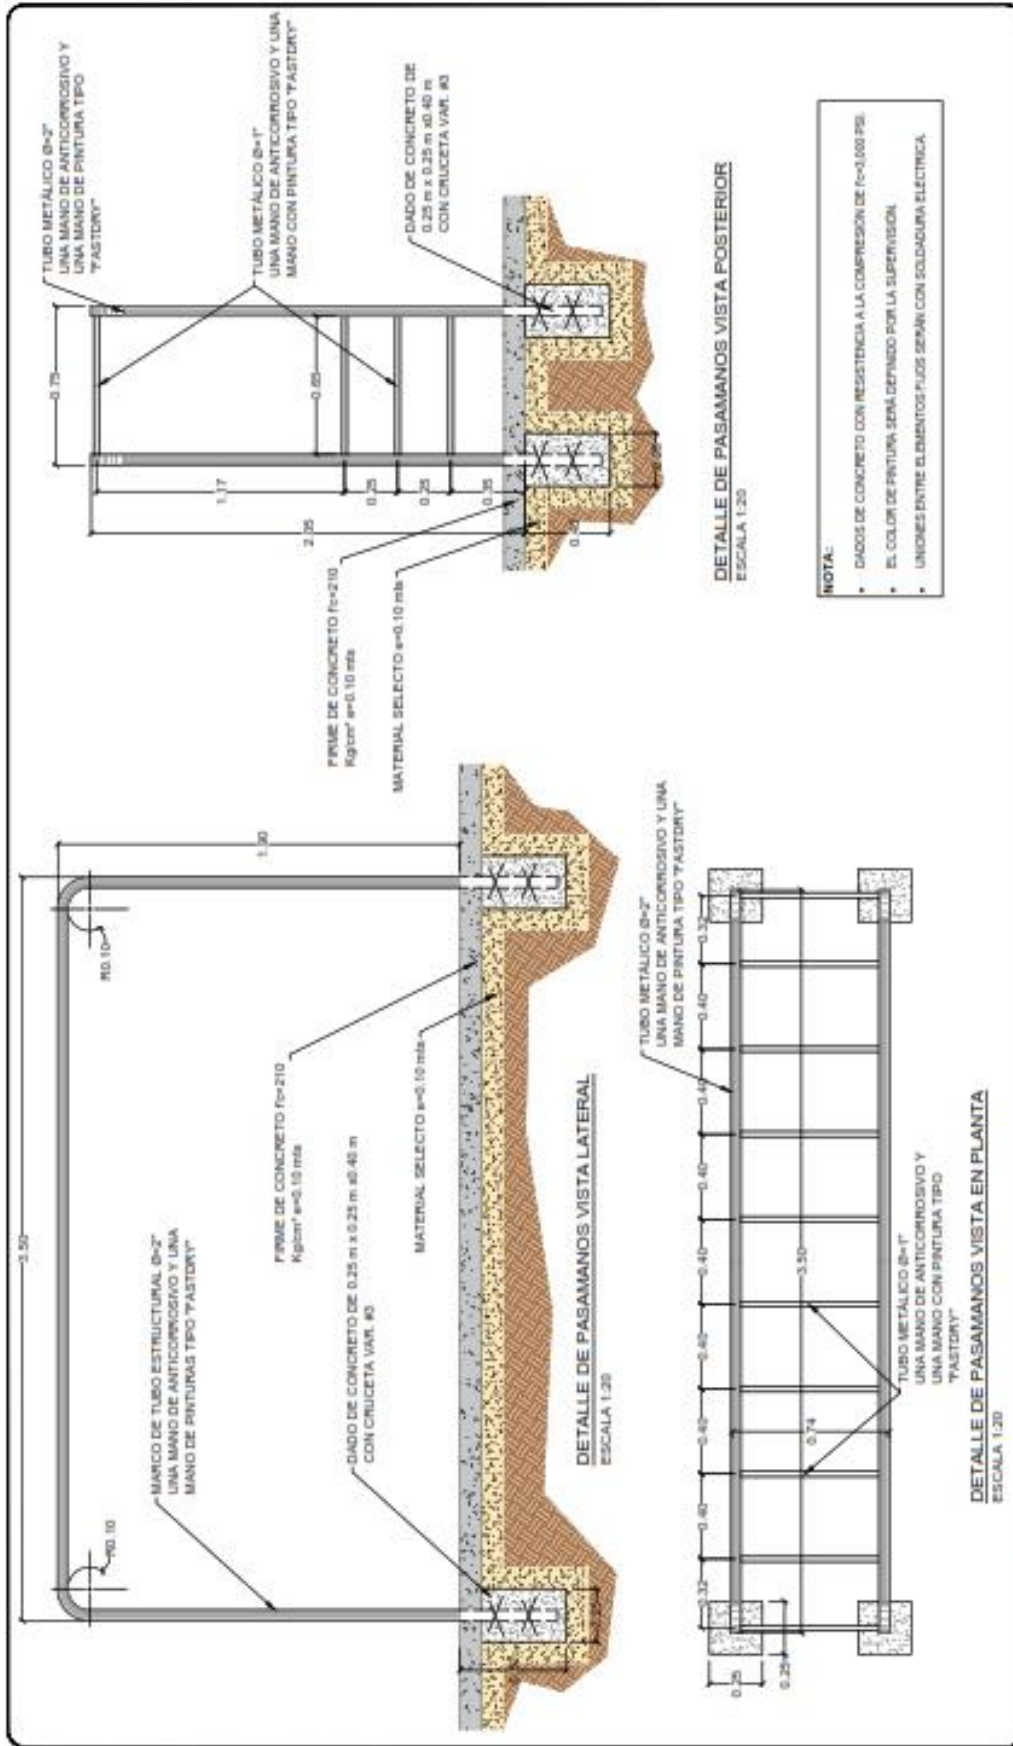 3.50
R0.10
R0.10
1.90
MARCO DE TUBO ESTRUCTURAL Ø=2"
UNA MANO DE ANTICORROSIVO Y UNA
MANO DE PINTURAS TIPO "FASTDRY"
FIRME DE CONCRETO f'c=210
Kg/cm² e=0.10 mts
DADO DE CONCRETO DE 0.25 m x 0.25 m x0.40 m
CON CRUCETA VAR. #3
MATERIAL SELECTO e=0.10 mts
DETALLE DE PASAMANOS VISTA LATERAL
ESCALA 1:20
TUBO METÁLICO Ø=2"
UNA MANO DE ANTICORROSIVO Y
UNA MANO DE PINTURA TIPO
"FASTDRY"
TUBO METÁLICO Ø=1"
UNA MANO DE ANTICORROSIVO Y UNA
MANO CON PINTURA TIPO "FASTDRY"
DADO DE CONCRETO DE
0.25 m x 0.25 m x0.40 m
CON CRUCETA VAR. #3
0.75
0.65
1.17
0.25
0.25
0.35
2.05
FIRME DE CONCRETO f'c=210
Kg/cm² e=0.10 mts
MATERIAL SELECTO e=0.10 mts
DETALLE DE PASAMANOS VISTA POSTERIOR
ESCALA 1:20
TUBO METÁLICO Ø=2"
UNA MANO DE ANTICORROSIVO Y UNA
MANO DE PINTURA TIPO "FASTDRY"
0.32
0.40
0.40
0.40
0.40
0.40
0.40
0.40
0.32
3.50
0.74
0.25
0.25
TUBO METÁLICO Ø=1"
UNA MANO DE ANTICORROSIVO Y
UNA MANO CON PINTURA TIPO
"FASTDRY"
DETALLE DE PASAMANOS VISTA EN PLANTA
ESCALA 1:20
NOTA:
• DADOS DE CONCRETO CON RESISTENCIA A LA COMPRESION DE f'c=3,000 PSI.
• EL COLOR DE PINTURA SERÁ DEFINIDO POR LA SUPERVISIÓN.
• UNIONES ENTRE ELEMENTOS FIJOS SERÁN CON SOLDADURA ELECTRICA.